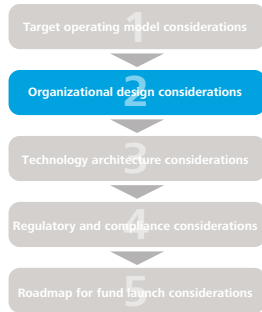 1
Target operating model considerations
2
Organizational design considerations
3
Technology architecture considerations
4
Regulatory and compliance considerations
5
Roadmap for fund launch considerations